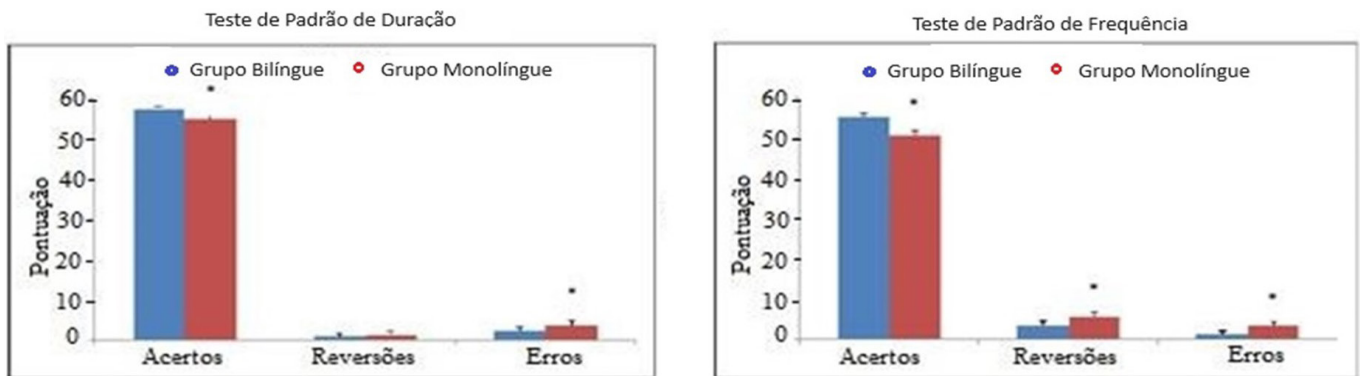 Teste de Padrão de Duração
Grupo Bilíngue Grupo Monolíngue
*
60
50
40
30
20
10
0
Pontuação
*
Acertos Reversões Erros
Teste de Padrão de Frequência
Grupo Bilíngue Grupo Monolíngue
*
60
50
40
30
20
10
0
Pontuação
*
*
Acertos Reversões Erros